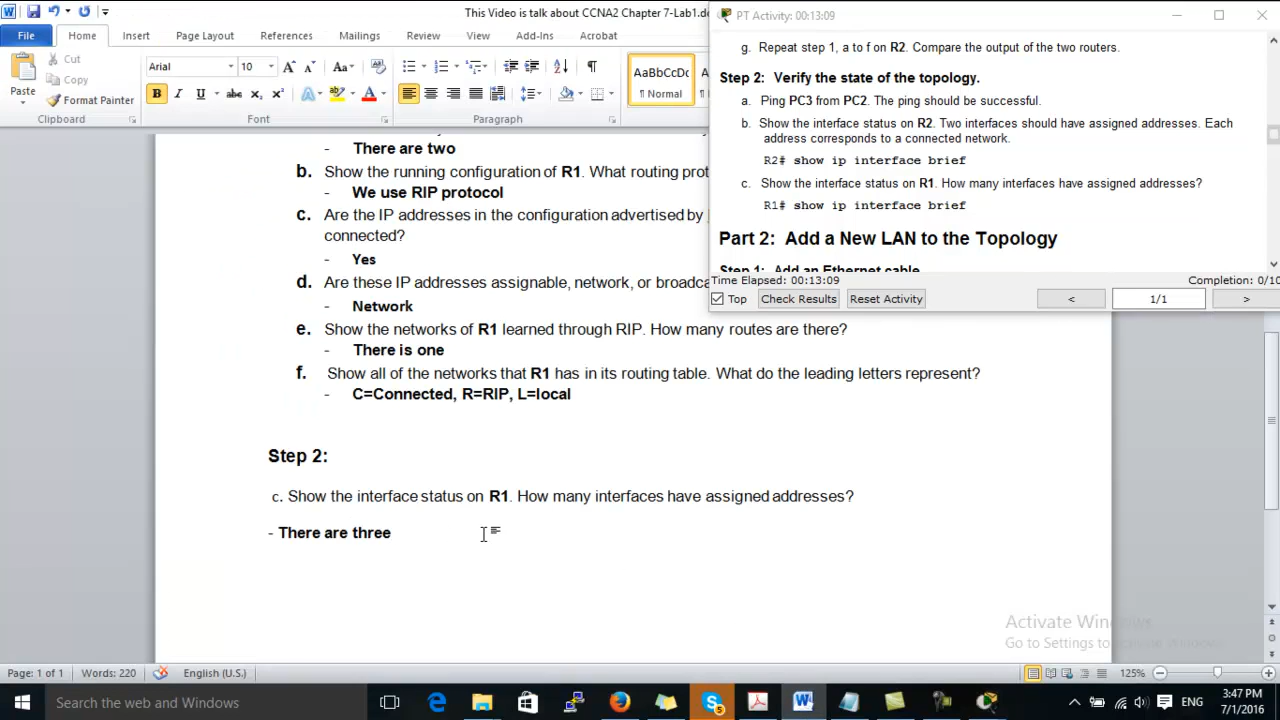 This Video is talk about CCNA2 Chapter 7-Lab1.d
File Home Insert Page Layout References Mailings Review View Add-Ins Acrobat
Cut
Copy
Format Painter
Paste
Clipboard
Arial 10
Font
Paragraph
AaBbCcDc
¶ Normal
There are two
b. Show the running configuration of R1. What routing prot
- We use RIP protocol
c. Are the IP addresses in the configuration advertised by
connected?
- Yes
d. Are these IP addresses assignable, network, or broadca
- Network
e. Show the networks of R1 learned through RIP. How many routes are there?
- There is one
f. Show all of the networks that R1 has in its routing table. What do the leading letters represent?
- C=Connected, R=RIP, L=local
Step 2:
c. Show the interface status on R1. How many interfaces have assigned addresses?
- There are three
PT Activity: 00:13:09
g. Repeat step 1, a to f on R2. Compare the output of the two routers.
Step 2: Verify the state of the topology.
a. Ping PC3 from PC2. The ping should be successful.
b. Show the interface status on R2. Two interfaces should have assigned addresses. Each
address corresponds to a connected network.
R2# show ip interface brief
c. Show the interface status on R1. How many interfaces have assigned addresses?
R1# show ip interface brief
Part 2: Add a New LAN to the Topology
Step 1: Add an Ethernet cable
Time Elapsed: 00:13:09 Completion: 0/10
Top Check Results Reset Activity < 1/1 >
Activate Windows
Go to Settings to activate Windows.
Page: 1 of 1 Words: 220 English (U.S.) 125%
Search the web and Windows
ENG
3:47 PM
7/1/2016